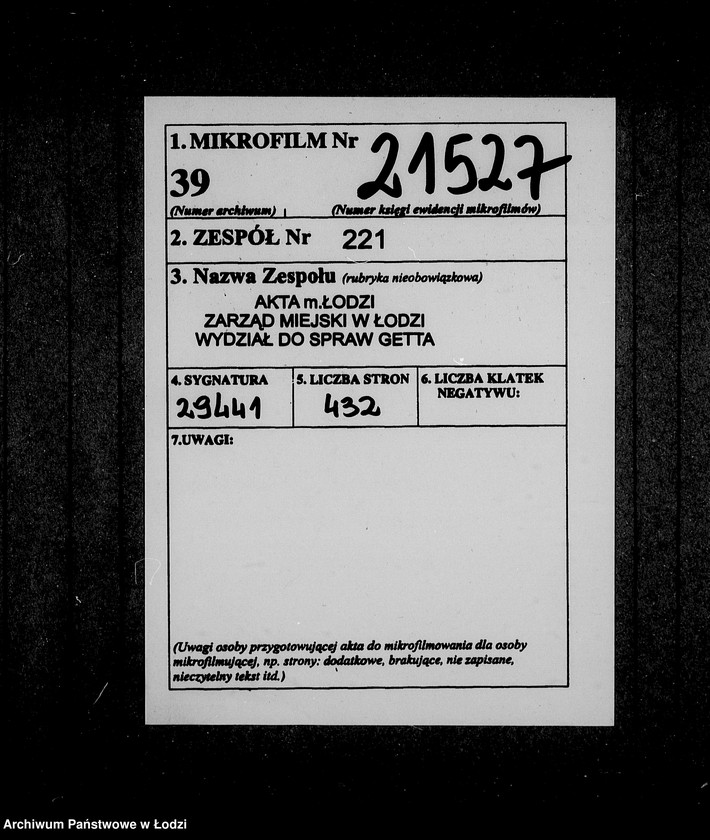 1. MIKROFILM Nr 21527
39
(Numer archiwum) (Numer księgi ewidencji mikrofilmów)
2. ZESPÓŁ Nr 221
3. Nazwa Zespołu (rubryka nieobowiązkowa)
AKTA m.ŁODZI
ZARZĄD MIEJSKI W ŁODZI
WYDZIAŁ DO SPRAW GETTA
4. SYGNATURA 5. LICZBA STRON 6. LICZBA KLATEK
NEGATYWU:
29441 432
7.UWAGI:
(Uwagi osoby przygotowującej akta do mikrofilmowania dla osoby
mikrofilmującej, np. strony: dodatkowe, brakujące, nie zapisane,
nieczytelny tekst itd.)
Archiwum Państwowe w Łodzi